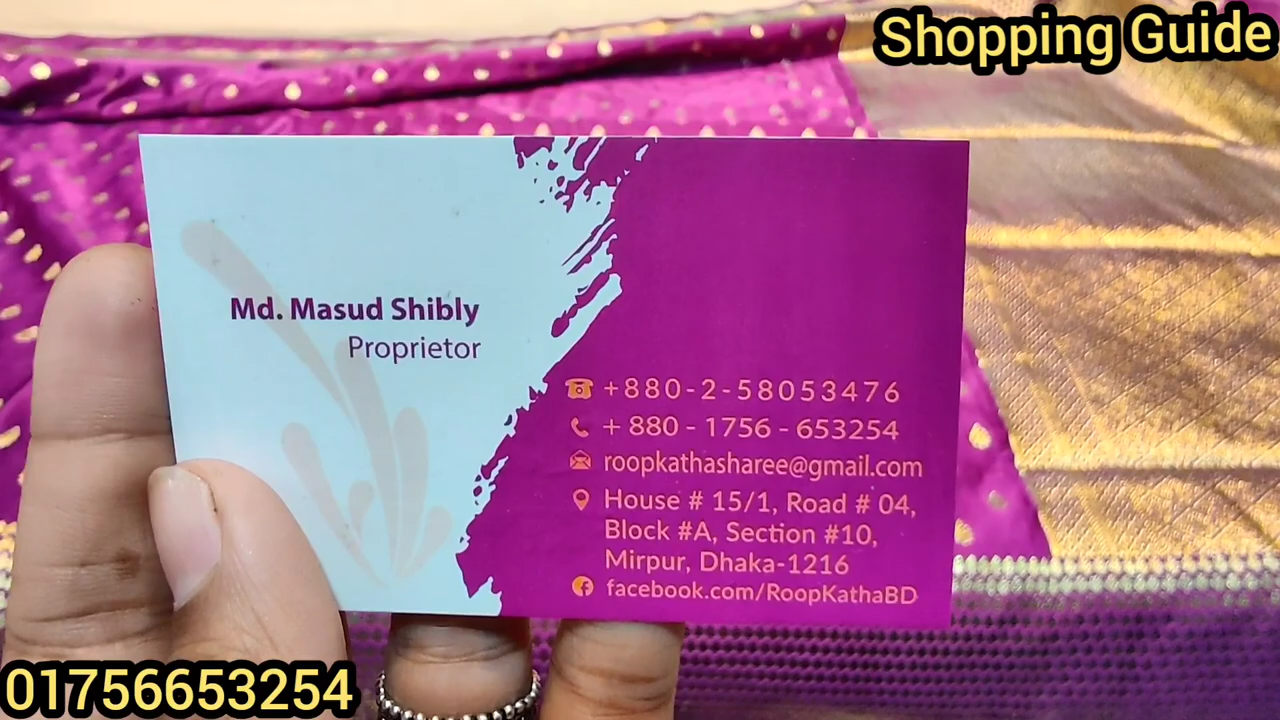 Shopping Guide
Md. Masud Shibly
Proprietor
+880-2-58053476
+ 880 - 1756 - 653254
roopkathasharee@gmail.com
House # 15/1, Road # 04,
Block #A, Section #10,
Mirpur, Dhaka-1216
facebook.com/RoopKathaBD
01756653254